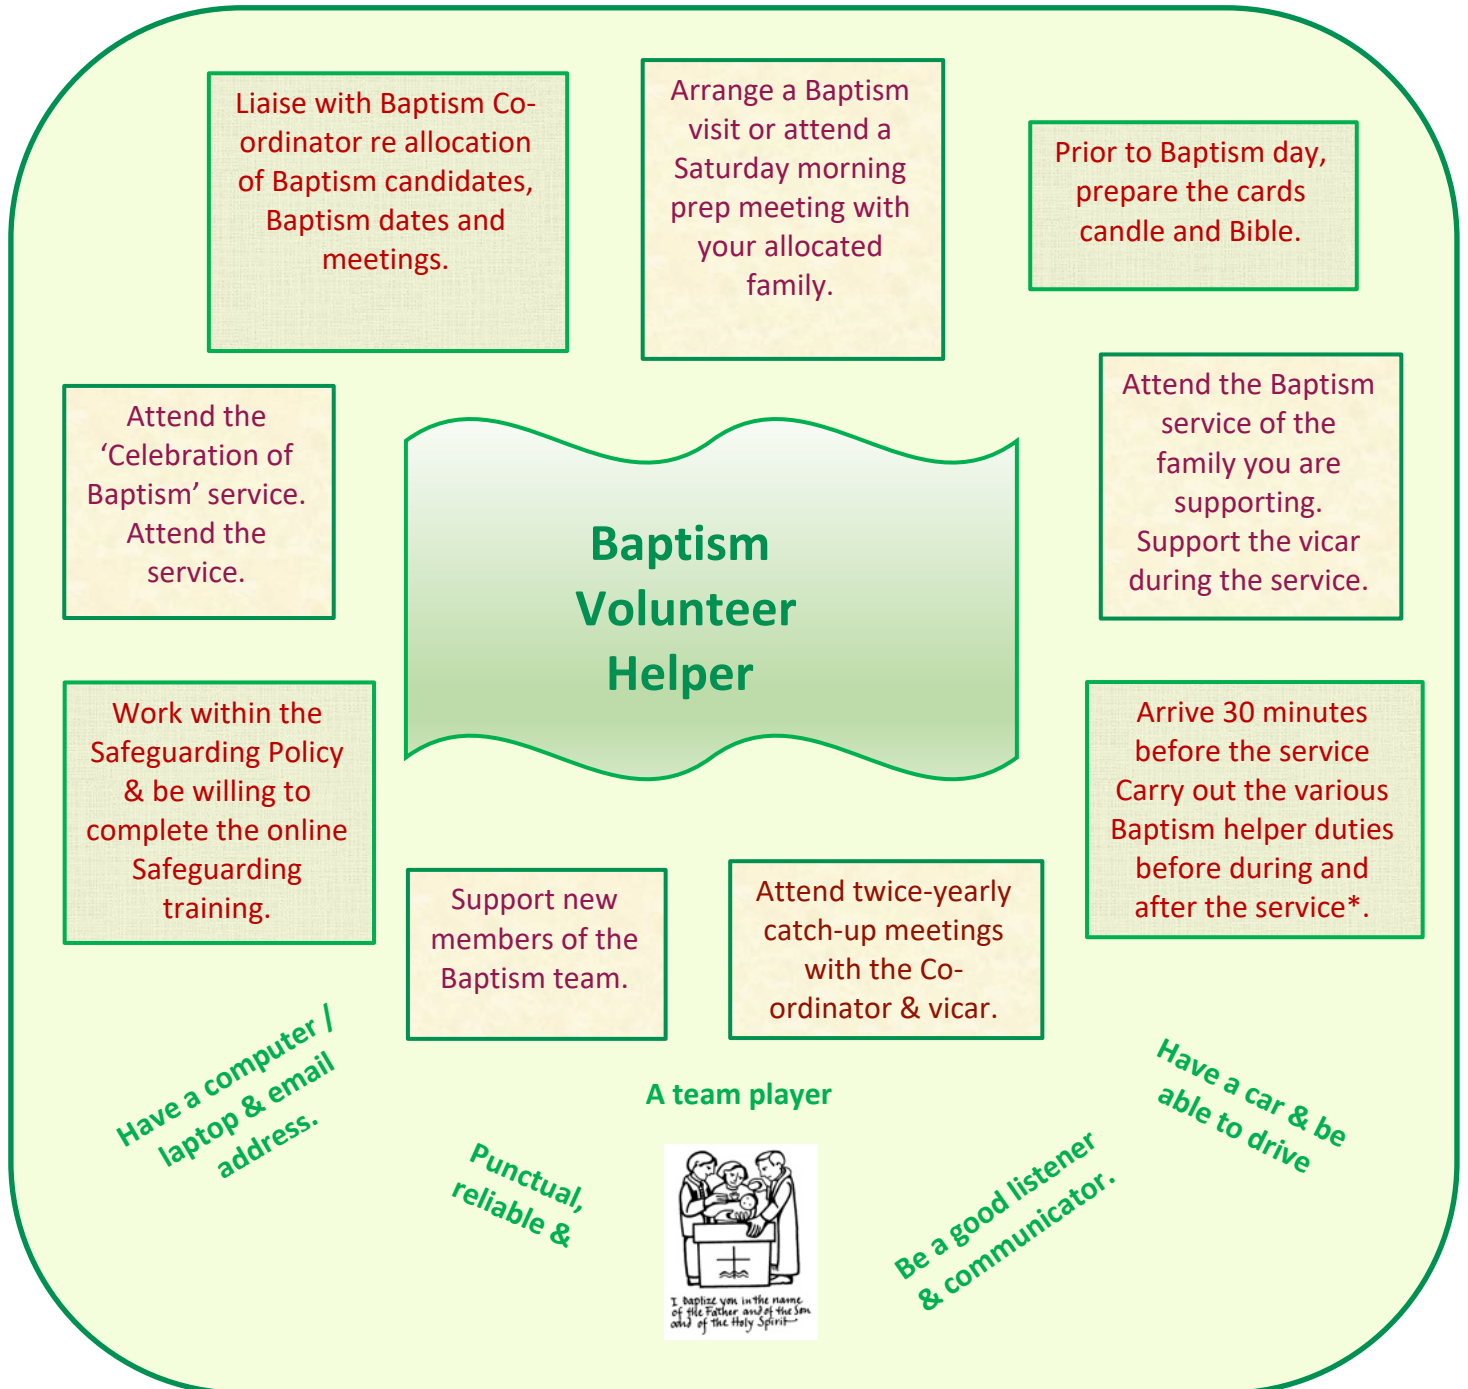 Liaise with Baptism Co-
ordinator re allocation
of Baptism candidates,
Baptism dates and
meetings.
Arrange a Baptism
visit or attend a
Saturday morning
prep meeting with
your allocated
family.
Prior to Baptism day,
prepare the cards
candle and Bible.
Attend the
‘Celebration of
Baptism’ service.
Attend the
service.
Baptism
Volunteer
Helper
Attend the Baptism
service of the
family you are
supporting.
Support the vicar
during the service.
Work within the
Safeguarding Policy
& be willing to
complete the online
Safeguarding
training.
Support new
members of the
Baptism team.
Attend twice-yearly
catch-up meetings
with the Co-
ordinator & vicar.
Arrive 30 minutes
before the service
Carry out the various
Baptism helper duties
before during and
after the service*.
Have a computer /
laptop & email
address.
Punctual,
reliable &
A team player
I baptize you in the name
of the Father and of the Son
and of the Holy Spirit
Be a good listener
& communicator.
Have a car & be
able to drive